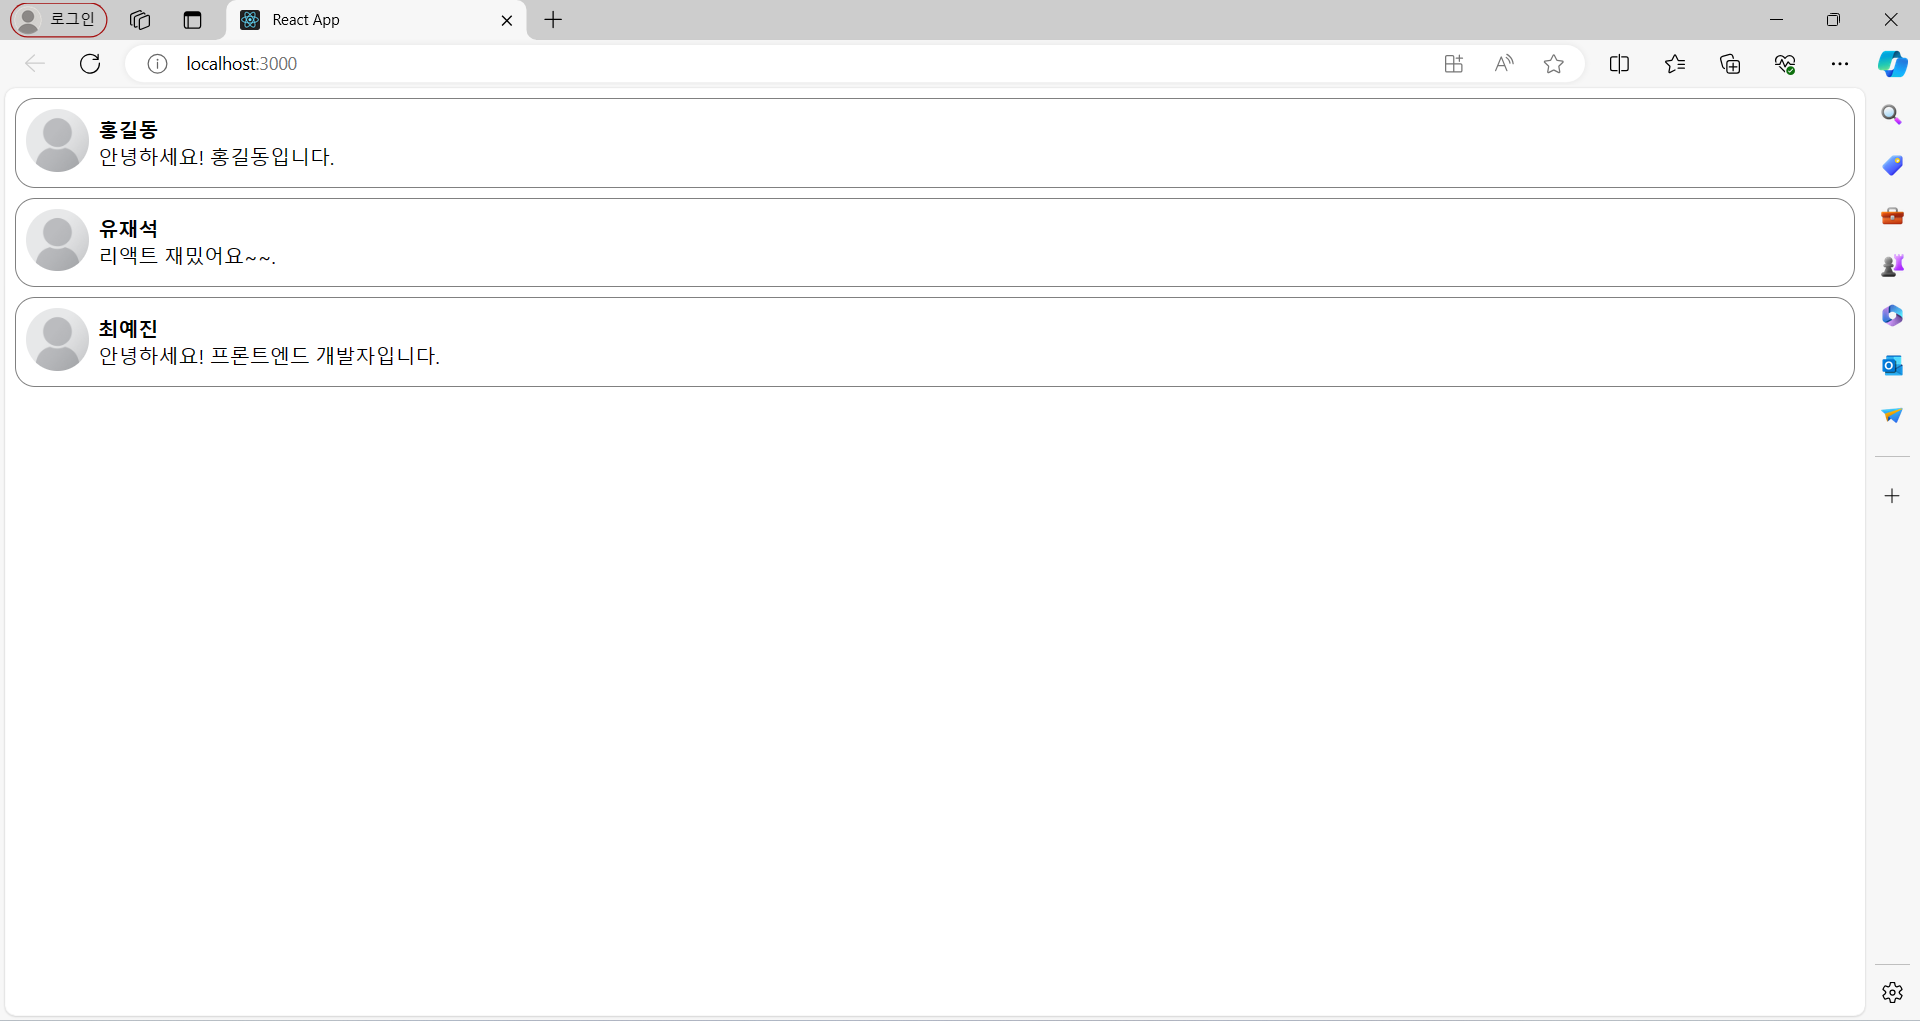 로그인
React App
localhost:3000
홍길동
안녕하세요! 홍길동입니다.
유재석
리액트 재밌어요~~.
최예진
안녕하세요! 프론트엔드 개발자입니다.